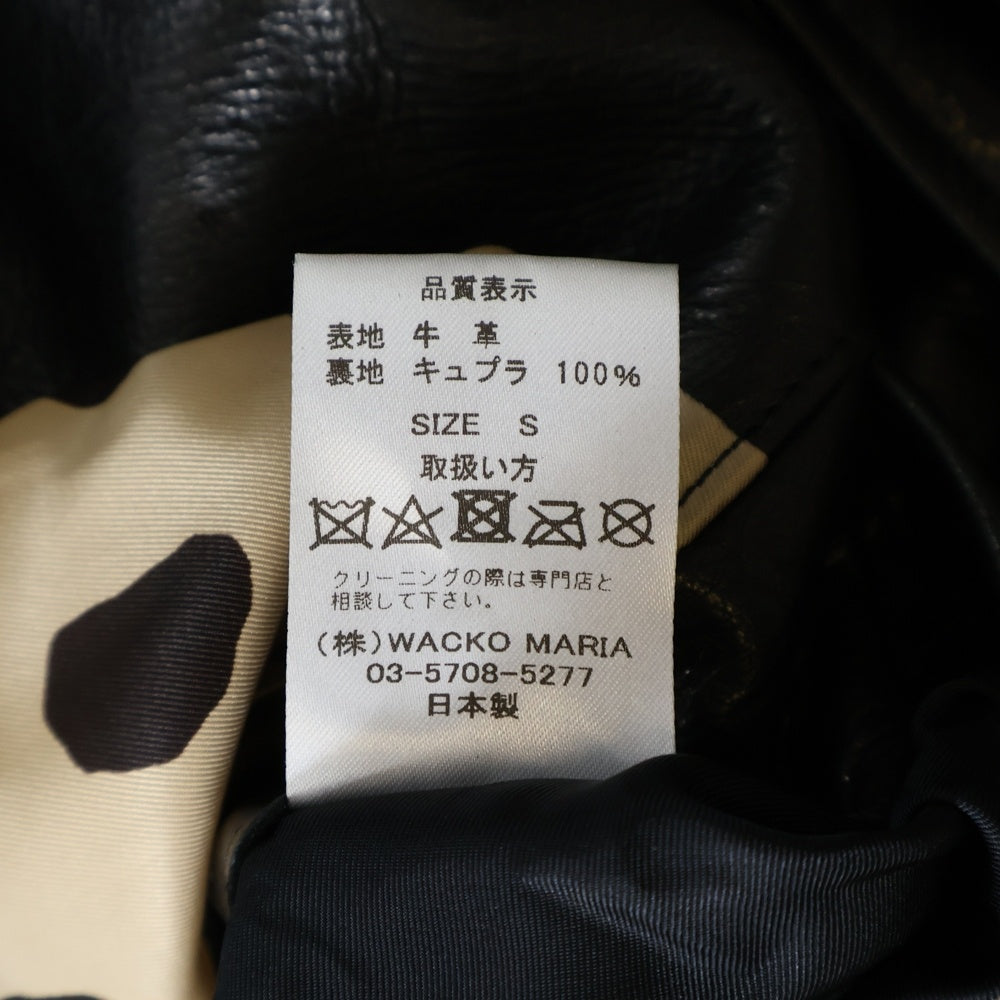 品質表示
表地 牛 革
裏地 キュプラ 100%
SIZE S
取扱い方
クリーニングの際は専門店と
相談して下さい。
(株)WACKO MARIA
03-5708-5277
日本製